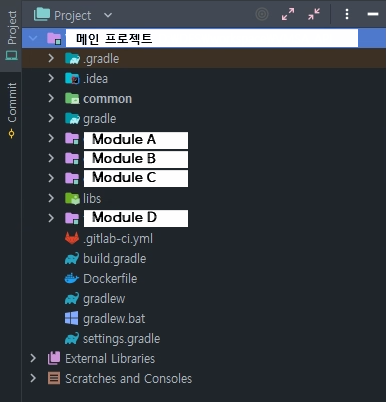 Project
Project
Commit
메인 프로젝트
.gradle
.idea
common
gradle
Module A
Module B
Module C
libs
Module D
.gitlab-ci.yml
build.gradle
Dockerfile
gradlew
gradlew.bat
settings.gradle
External Libraries
Scratches and Consoles